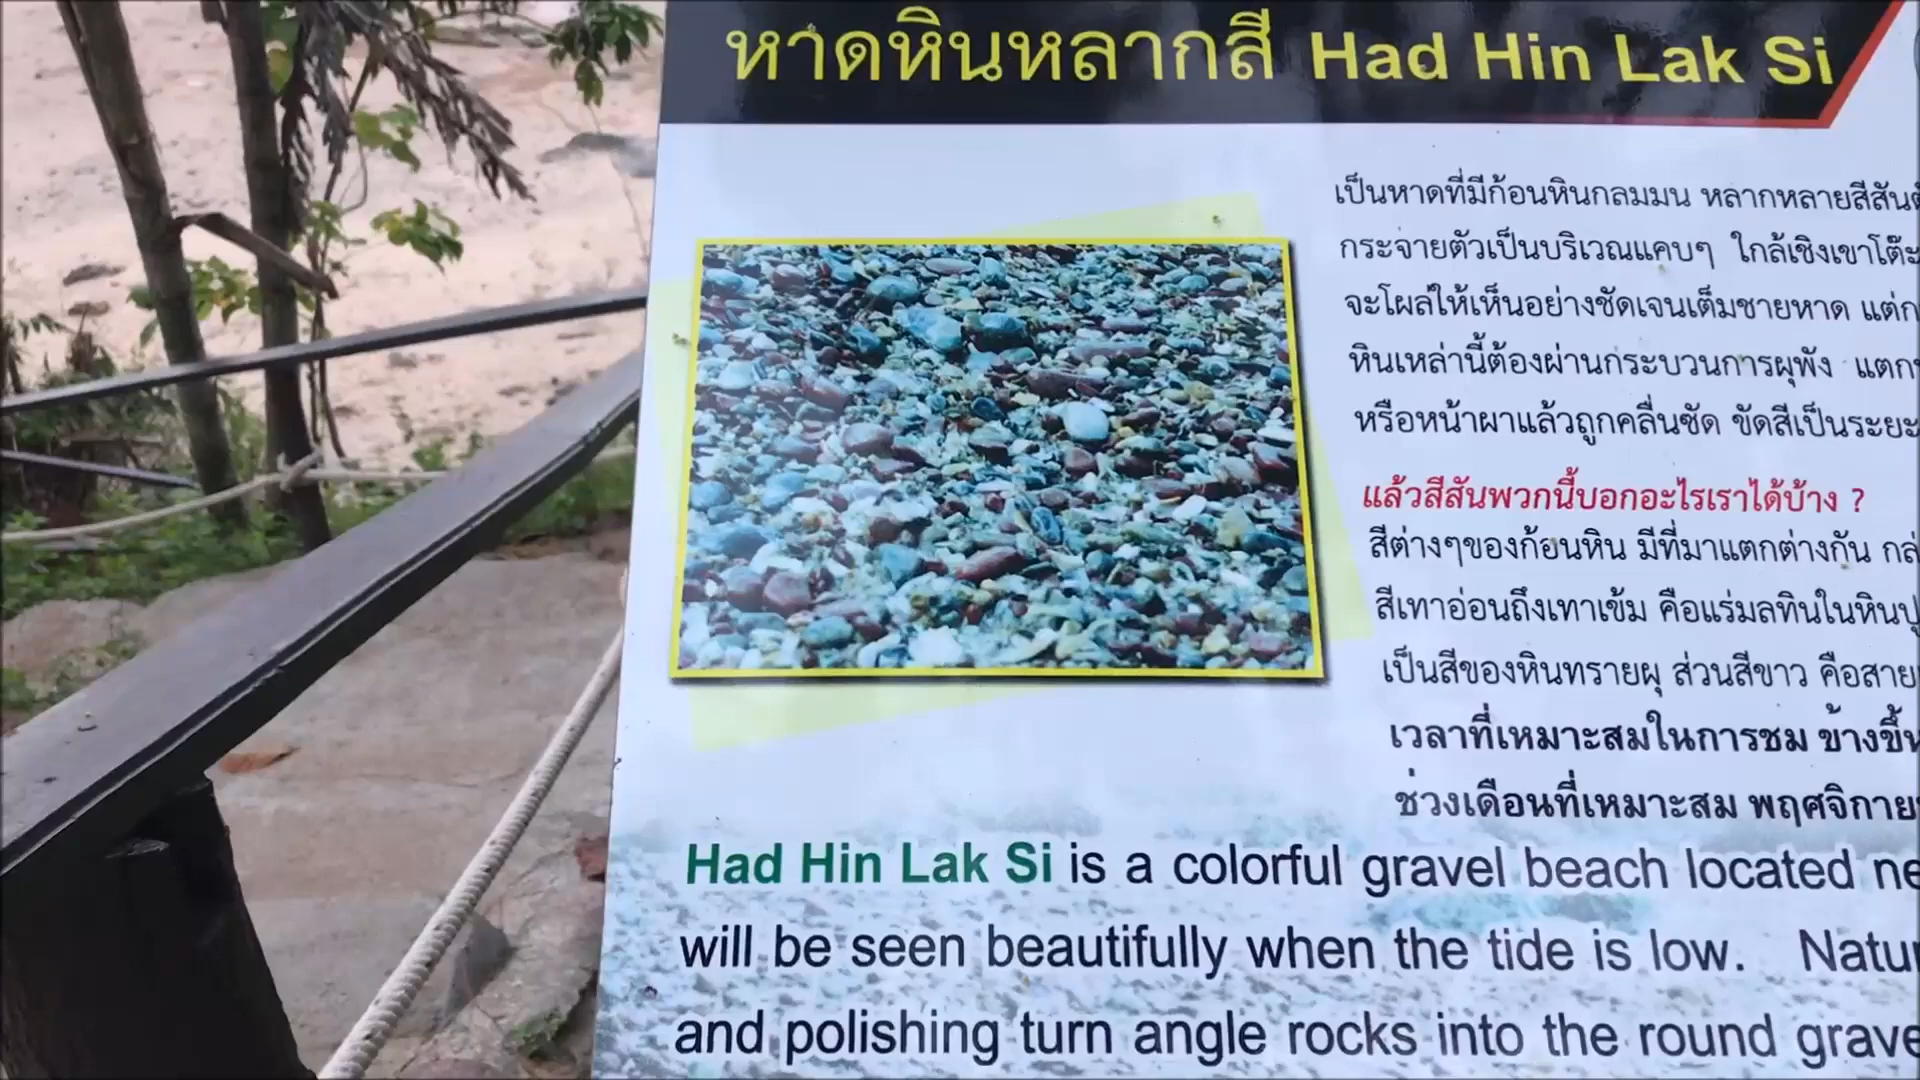 หาดหินหลากสี Had Hin Lak Si
เป็นหาดที่มีก้อนหินกลมมน หลากหลายสีสัน
กระจายตัวเป็นบริเวณแคบๆ ใกล้เชิงเขาโต๊ะ
จะโผล่ให้เห็นอย่างชัดเจนเต็มชายหาด แต่
หินเหล่านี้ต้องผ่านกระบวนการผุพัง แตก
หรือหน้าผาแล้วถูกคลื่นซัด ขัดสีเป็นระยะ
แล้วสีสันพวกนี้บอกอะไรเราได้บ้าง ?
สีต่างๆของก้อนหิน มีที่มาแตกต่างกัน
สีเทาอ่อนถึงเทาเข้ม คือแร่มลทินในหิน
เป็นสีของหินทรายผุ ส่วนสีขาว คือสาย
เวลาที่เหมาะสมในการชม ข้างขึ้น
ช่วงเดือนที่เหมาะสม พฤศจิกาย
Had Hin Lak Si is a colorful gravel beach located
will be seen beautifully when the tide is low. Natu
and polishing turn angle rocks into the round grave